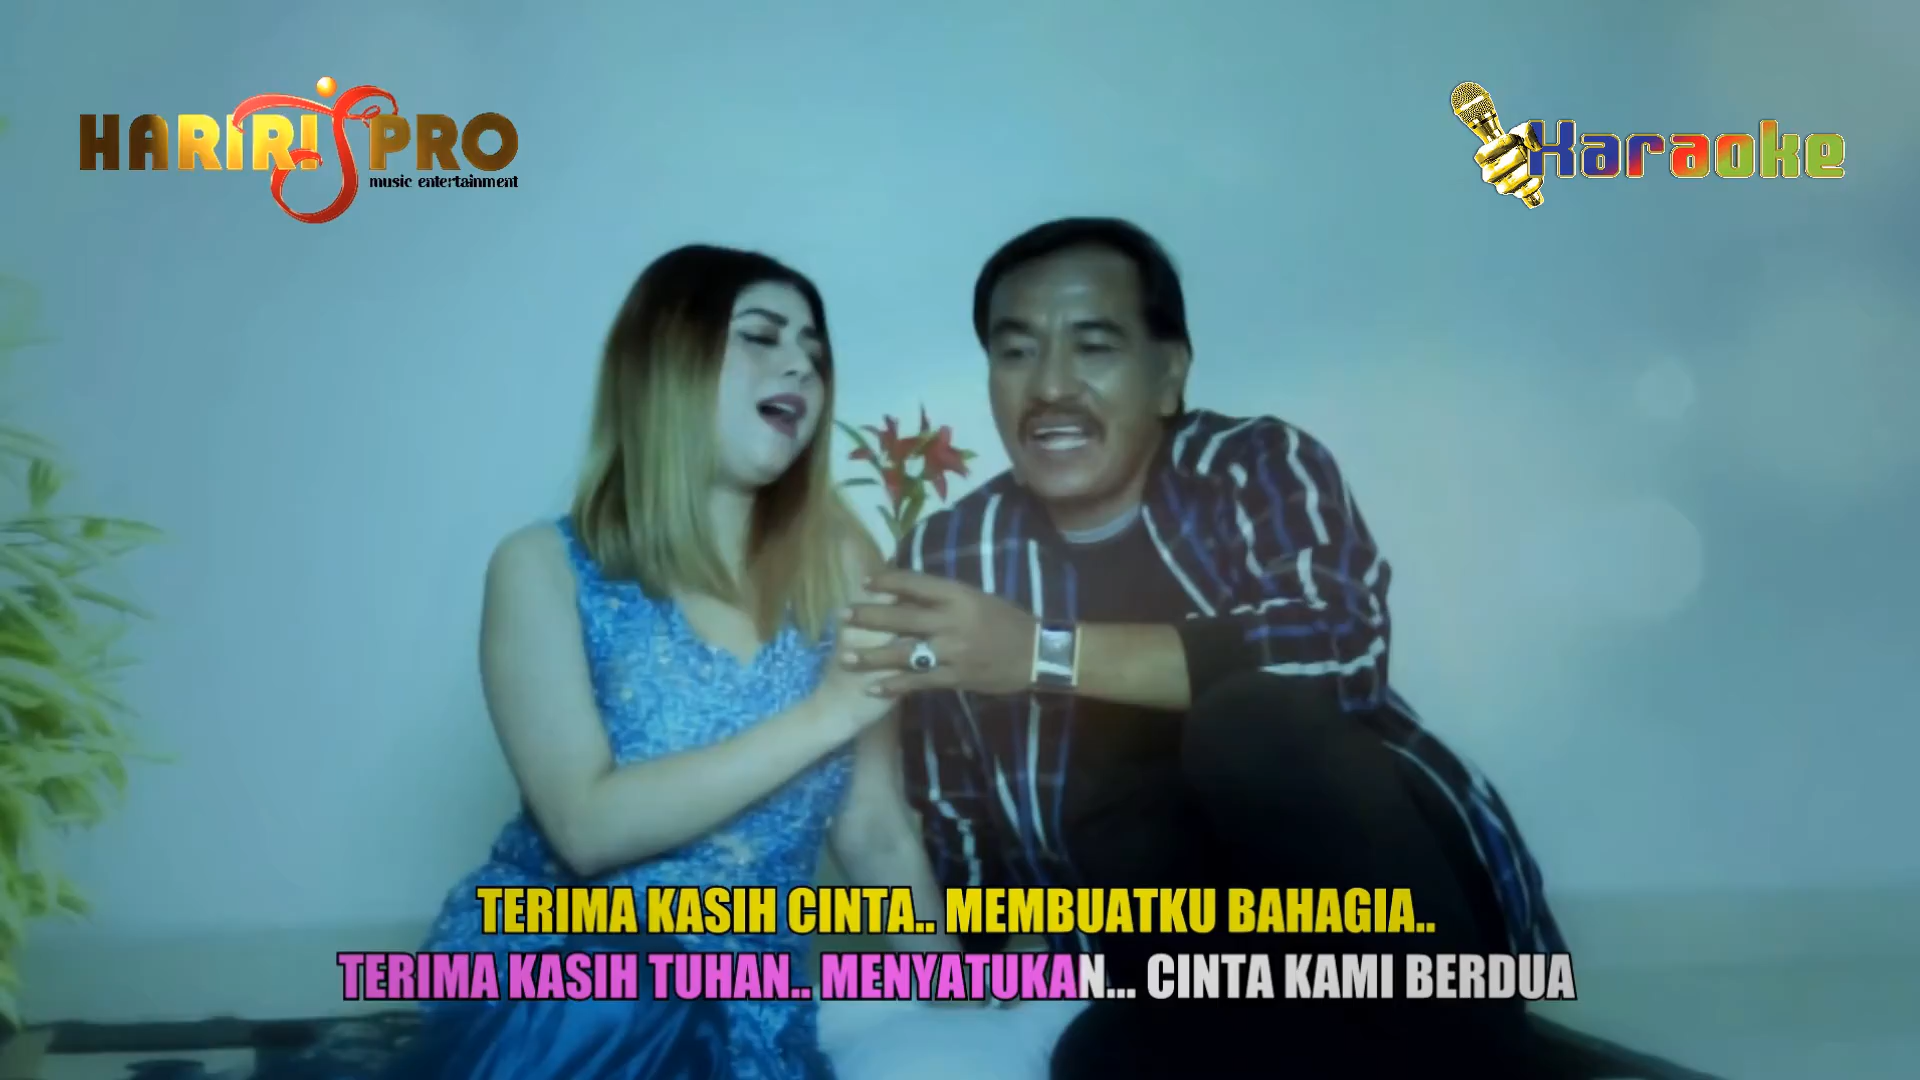 HARIRI PRO
music entertainment
Karaoke
TERIMA KASIH CINTA.. MEMBUATKU BAHAGIA..
TERIMA KASIH TUHAN.. MENYATUKAN... CINTA KAMI BERDUA